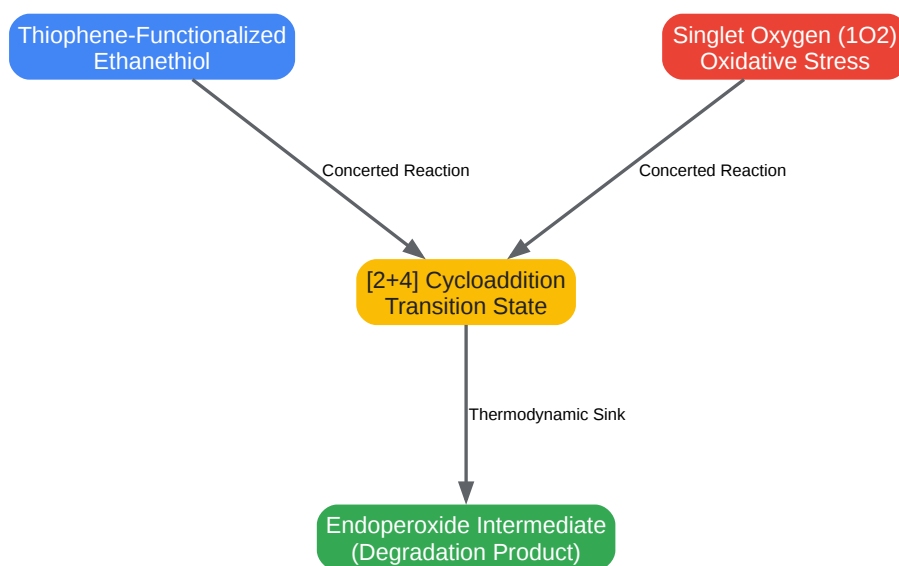 Thiophene-Functionalized
Ethanethiol
Singlet Oxygen (1O2)
Oxidative Stress
Concerted Reaction
Concerted Reaction
[2+4] Cycloaddition
Transition State
Thermodynamic Sink
Endoperoxide Intermediate
(Degradation Product)